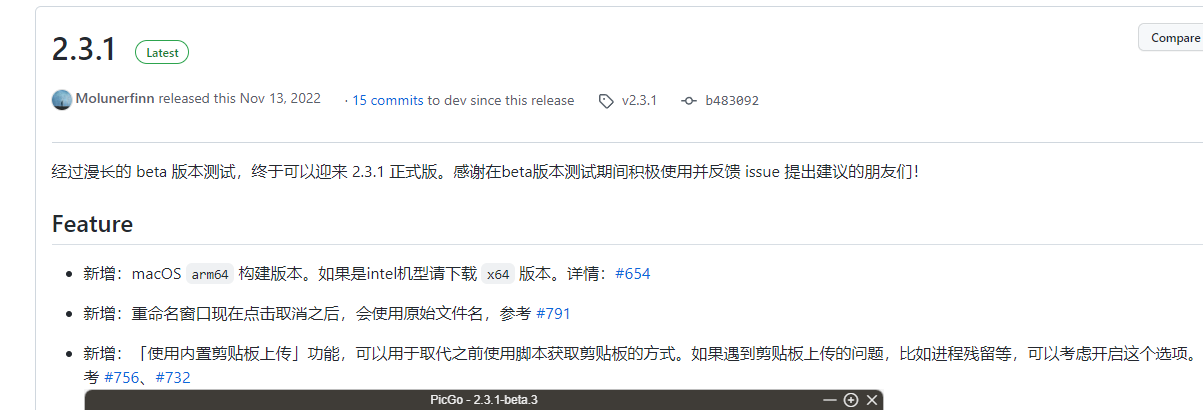 2.3.1 Latest
Compare
Molunerfinn released this Nov 13, 2022 · 15 commits to dev since this release v2.3.1 b483092
经过漫长的 beta 版本测试，终于可以迎来 2.3.1 正式版。感谢在beta版本测试期间积极使用并反馈 issue 提出建议的朋友们！
Feature
新增：macOS arm64 构建版本。如果是intel机型请下载 x64 版本。详情：#654
新增：重命名窗口现在点击取消之后，会使用原始文件名，参考 #791
新增：「使用内置剪贴板上传」功能，可以用于取代之前使用脚本获取剪贴板的方式。如果遇到剪贴板上传的问题，比如进程残留等，可以考虑开启这个选项。
考 #756、#732
PicGo - 2.3.1-beta.3